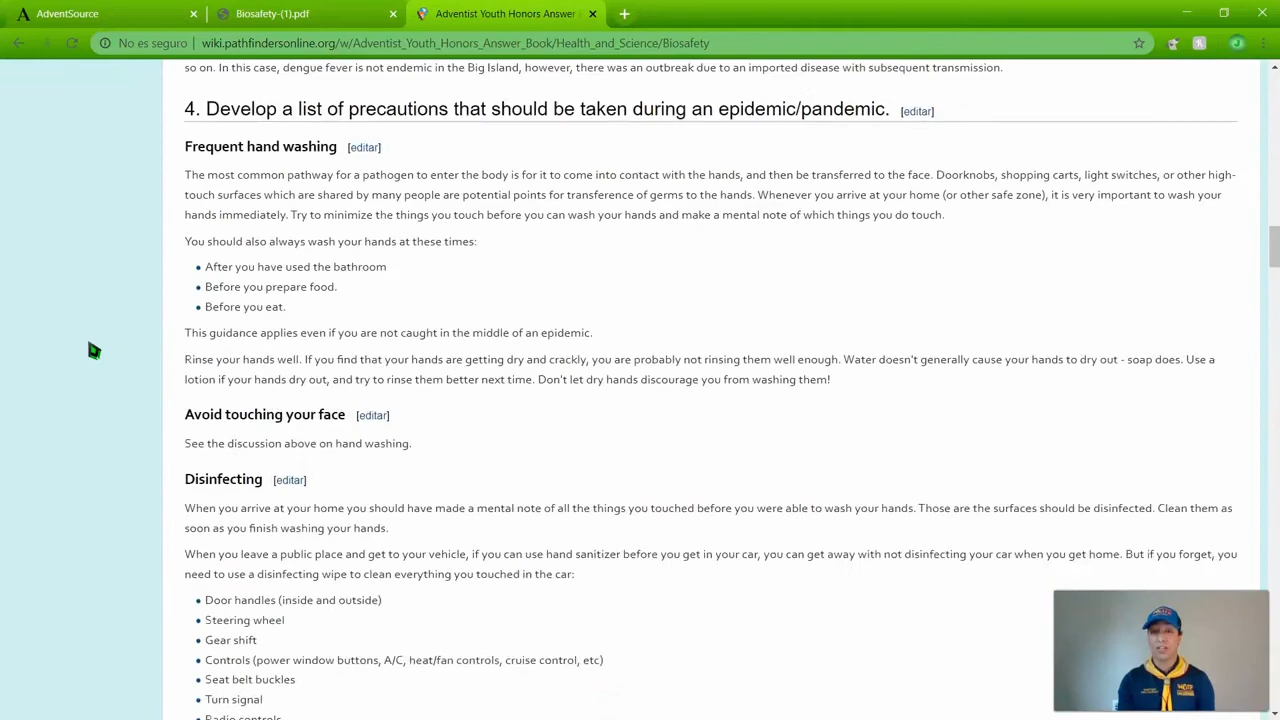 AdventSource
Biosafety-(1).pdf
Adventist Youth Honors Answer
No es seguro
wiki.pathfindersonline.org/w/Adventist_Youth_Honors_Answer_Book/Health_and_Science/Biosafety
so on. In this case, dengue fever is not endemic in the Big Island, however, there was an outbreak due to an imported disease with subsequent transmission.
4. Develop a list of precautions that should be taken during an epidemic/pandemic. [editar]
Frequent hand washing [editar]
The most common pathway for a pathogen to enter the body is for it to come into contact with the hands, and then be transferred to the face. Doorknobs, shopping carts, light switches, or other high-
touch surfaces which are shared by many people are potential points for transference of germs to the hands. Whenever you arrive at your home (or other safe zone), it is very important to wash your
hands immediately. Try to minimize the things you touch before you can wash your hands and make a mental note of which things you do touch.
You should also always wash your hands at these times:
• After you have used the bathroom
• Before you prepare food.
• Before you eat.
This guidance applies even if you are not caught in the middle of an epidemic.
Rinse your hands well. If you find that your hands are getting dry and crackly, you are probably not rinsing them well enough. Water doesn't generally cause your hands to dry out - soap does. Use a
lotion if your hands dry out, and try to rinse them better next time. Don't let dry hands discourage you from washing them!
Avoid touching your face [editar]
See the discussion above on hand washing.
Disinfecting [editar]
When you arrive at your home you should have made a mental note of all the things you touched before you were able to wash your hands. Those are the surfaces should be disinfected. Clean them as
soon as you finish washing your hands.
When you leave a public place and get to your vehicle, if you can use hand sanitizer before you get in your car, you can get away with not disinfecting your car when you get home. But if you forget, you
need to use a disinfecting wipe to clean everything you touched in the car:
• Door handles (inside and outside)
• Steering wheel
• Gear shift
• Controls (power window buttons, A/C, heat/fan controls, cruise control, etc)
• Seat belt buckles
• Turn signal
• Radio controls